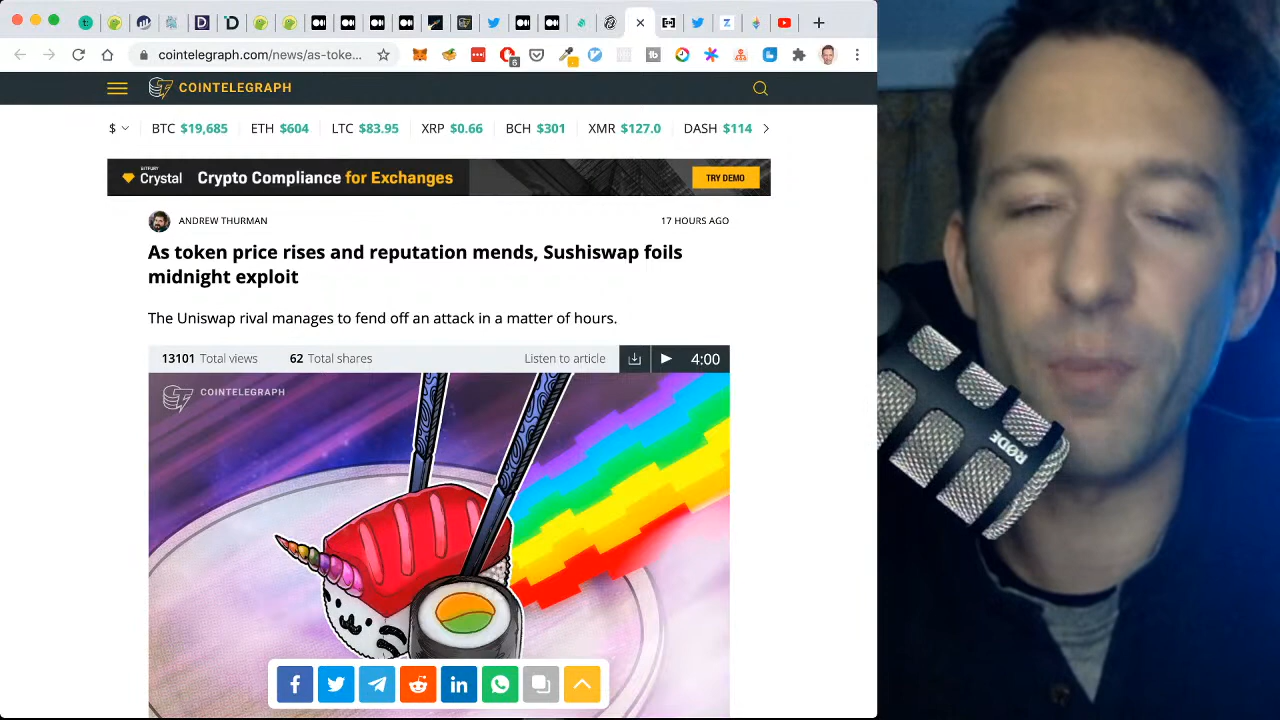 cointelegraph.com/news/as-toke...
6
COINTELEGRAPH
$ BTC $19,685 ETH $604 LTC $83.95 XRP $0.66 BCH $301 XMR $127.0 DASH $114
BITFURY
Crystal Crypto Compliance for Exchanges TRY DEMO
ANDREW THURMAN 17 HOURS AGO
As token price rises and reputation mends, Sushiswap foils
midnight exploit
The Uniswap rival manages to fend off an attack in a matter of hours.
13101 Total views 62 Total shares Listen to article 4:00
COINTELEGRAPH
RØDE